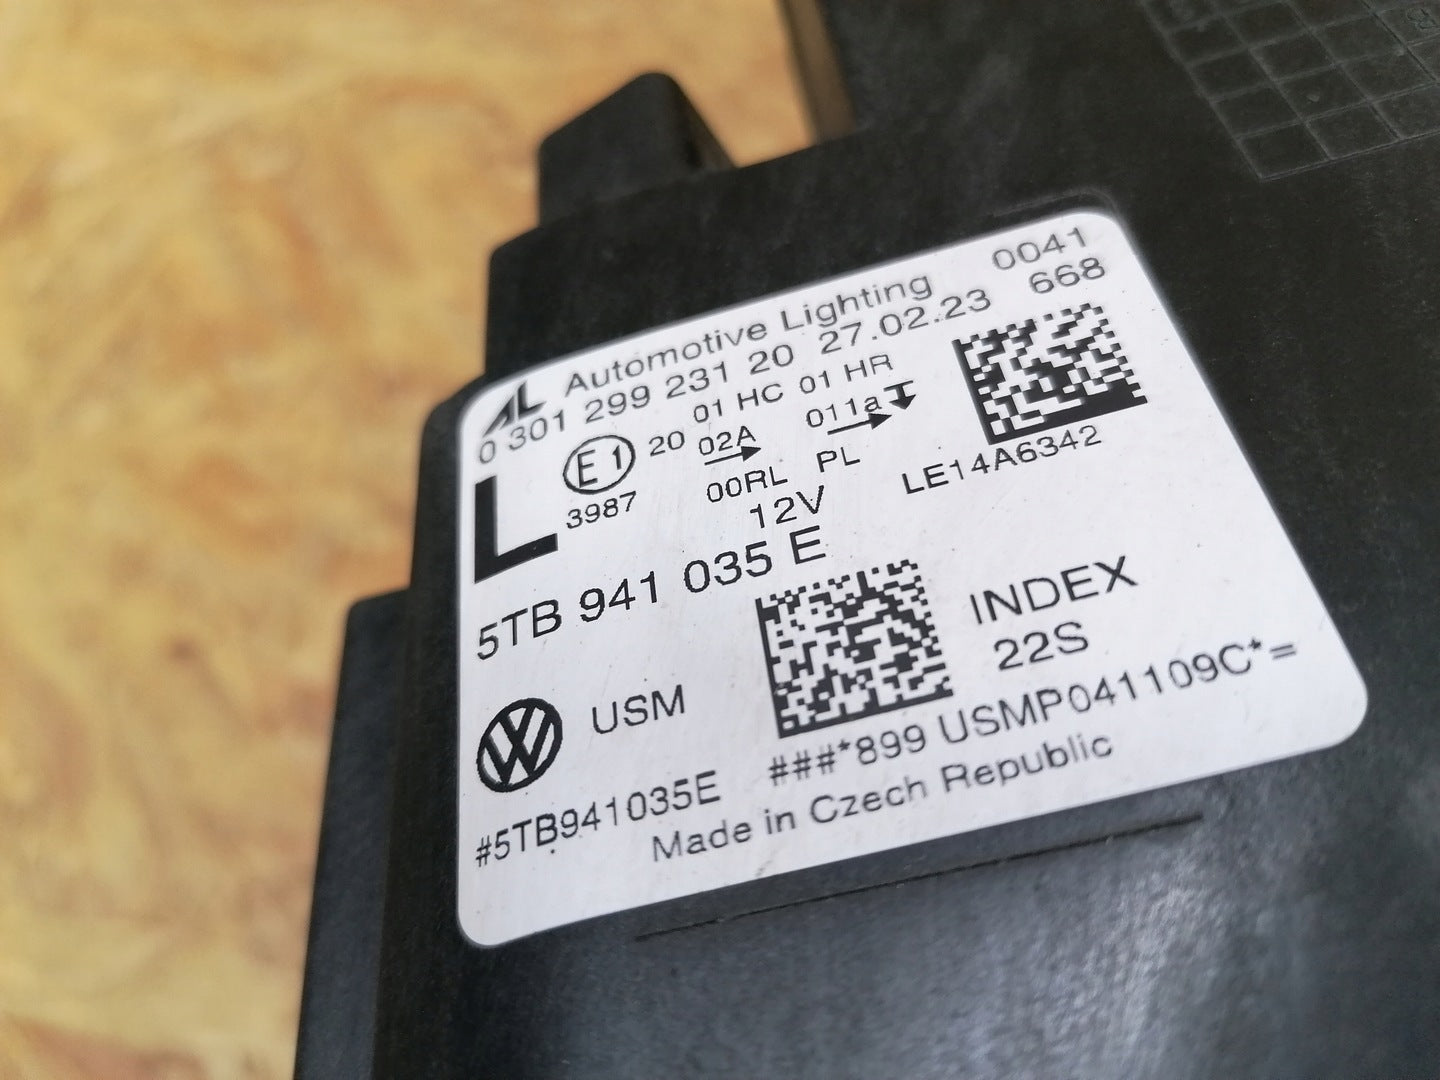 AL Automotive Lighting 0041
0 301 299 231 20 27.02.23 668
01 HC 01 HR
E1 20 02A 011a
3987 00RL PL LE14A6342
L 12V
5TB 941 035 E
INDEX
22S
VW USM
#5TB941035E ###*899 USMP041109C*=
Made in Czech Republic